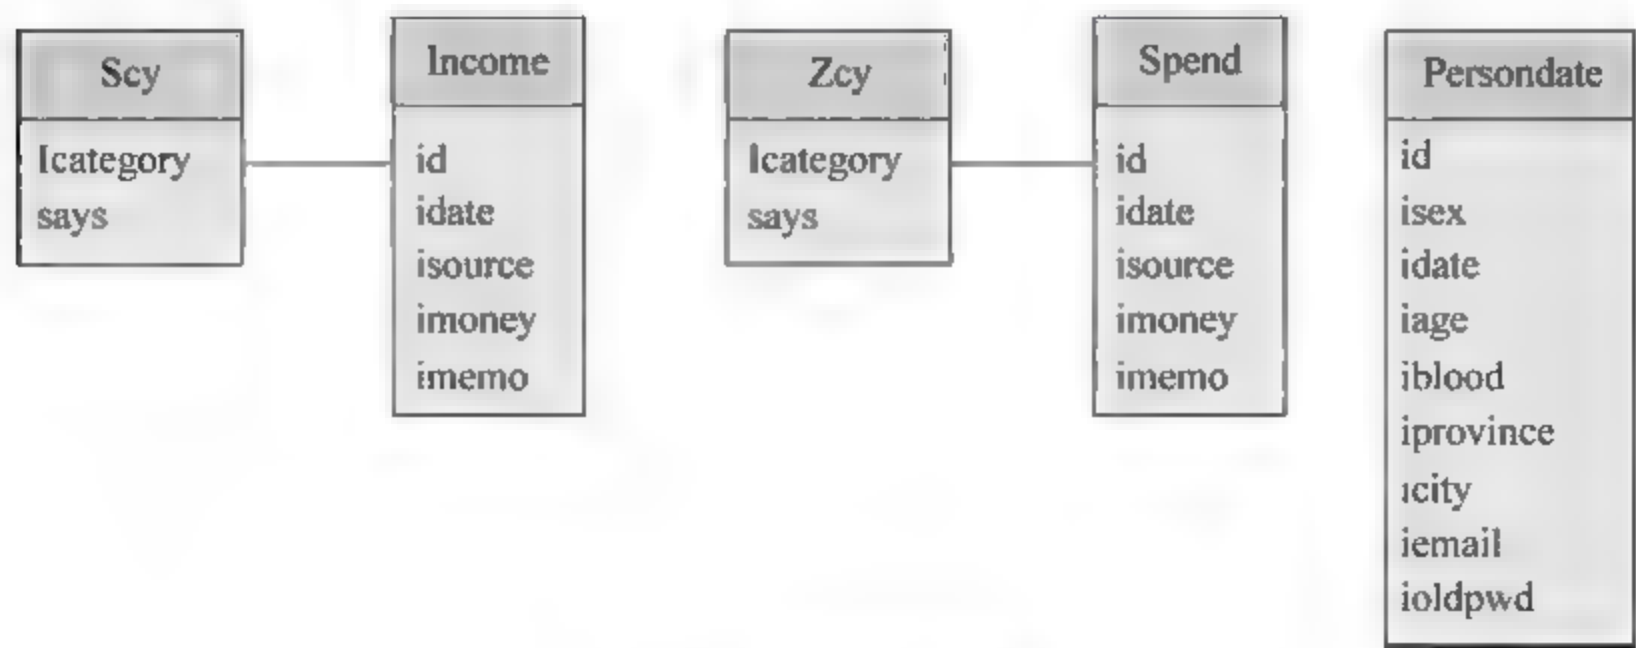 Scy
Icategory
says
Income
id
idate
isource
imoney
imemo
Zcy
Icategory
says
Spend
id
idate
isource
imoney
imemo
Persondate
id
isex
idate
iage
iblood
iprovince
icity
iemail
ioldpwd